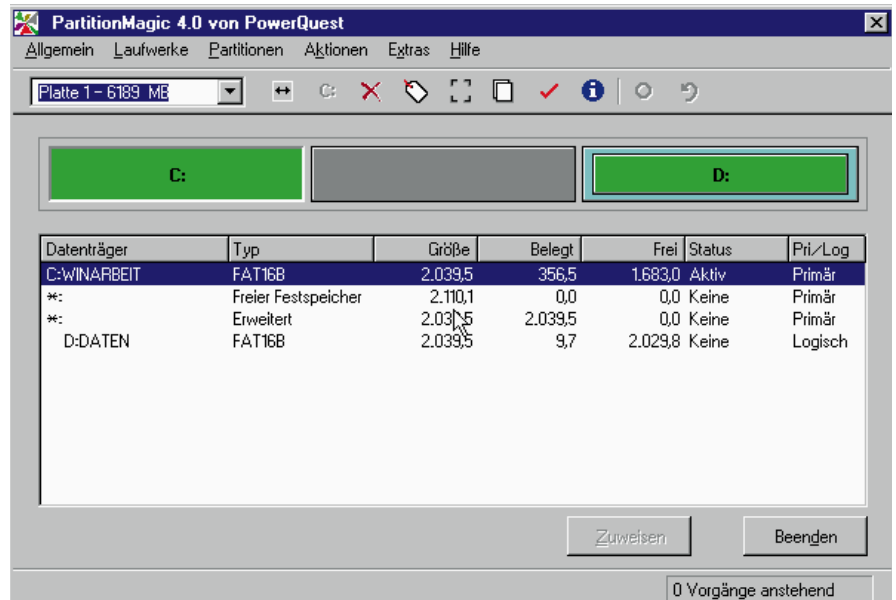 PartitionMagic 4.0 von PowerQuest
Allgemein Laufwerke Partitionen Aktionen Extras Hilfe
Platte 1 – 6189 MB C:
C: D:
Datenträger Typ Größe Belegt Frei Status Pri/Log
C:WINARBEIT FAT16B 2.039,5 356,5 1.683,0 Aktiv Primär
*: Freier Festspeicher 2.110,1 0,0 0,0 Keine Primär
*: Erweitert 2.039,5 2.039,5 0,0 Keine Primär
D:DATEN FAT16B 2.039,5 9,7 2.029,8 Keine Logisch
Zuweisen Beenden
0 Vorgänge anstehend